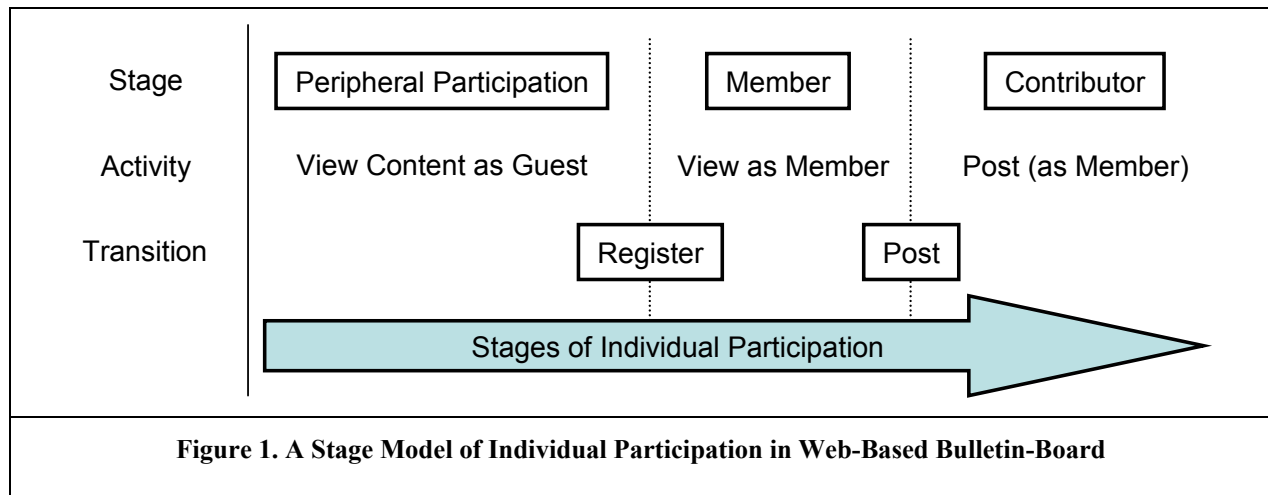 Stage Peripheral Participation Member Contributor
Activity View Content as Guest View as Member Post (as Member)
Transition Register Post
Stages of Individual Participation
Figure 1. A Stage Model of Individual Participation in Web-Based Bulletin-Board